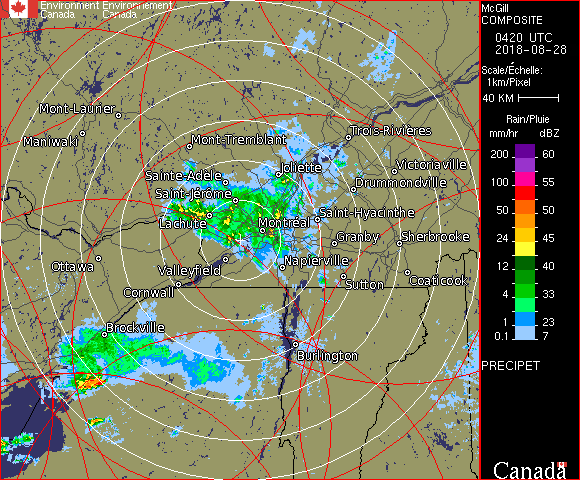 Environment Environnement
Canada Canada
McGill
COMPOSITE
0420 UTC
2018-08-28
Scale/Échelle:
1km/Pixel
40 KM
Rain/Pluie
mm/hr dBZ
200 60
100 55
50 50
24 45
12 40
4 33
2 30
1 23
0.1 7
PRECIPET
Canada
Mont-Laurier
Maniwaki
Mont-Tremblant
Trois-Rivières
Victoriaville
Joliette
Sainte-Adèle
Drummondville
Saint-Jérôme
Saint-Hyacinthe
Lachute
Montréal
Granby
Sherbrooke
Ottawa
Valleyfield
Napierville
Cornwall
Sutton
Coaticook
Brockville
Burlington